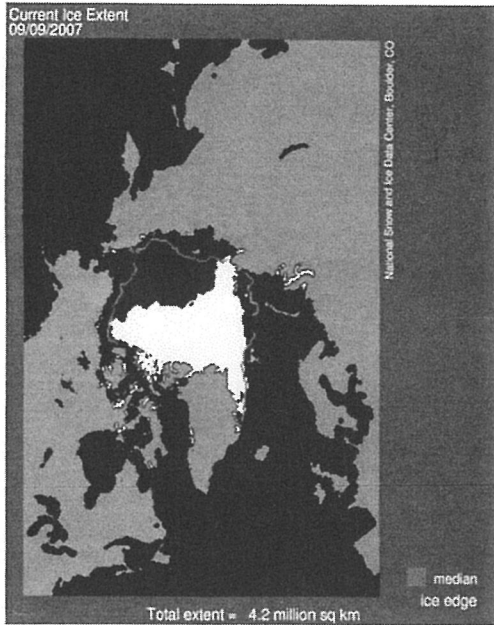 Current Ice Extent
09/09/2007
National Snow and Ice Data Center, Boulder, CO
median
ice edge
Total extent = 4.2 million sq km